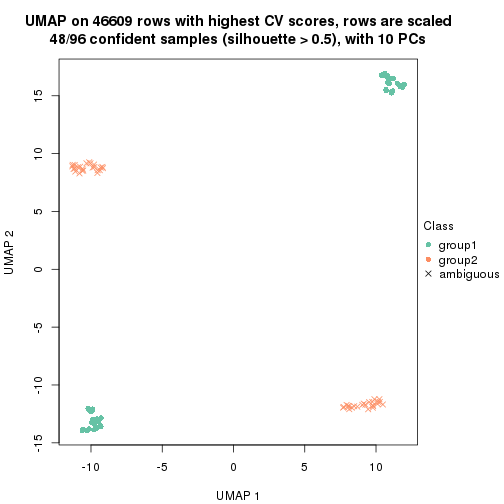 UMAP on 46609 rows with highest CV scores, rows are scaled
48/96 confident samples (silhouette > 0.5), with 10 PCs
15
10
5
0
-5
-10
-15
UMAP 2
-10
-5
0
5
10
UMAP 1
Class
group1
group2
ambiguous